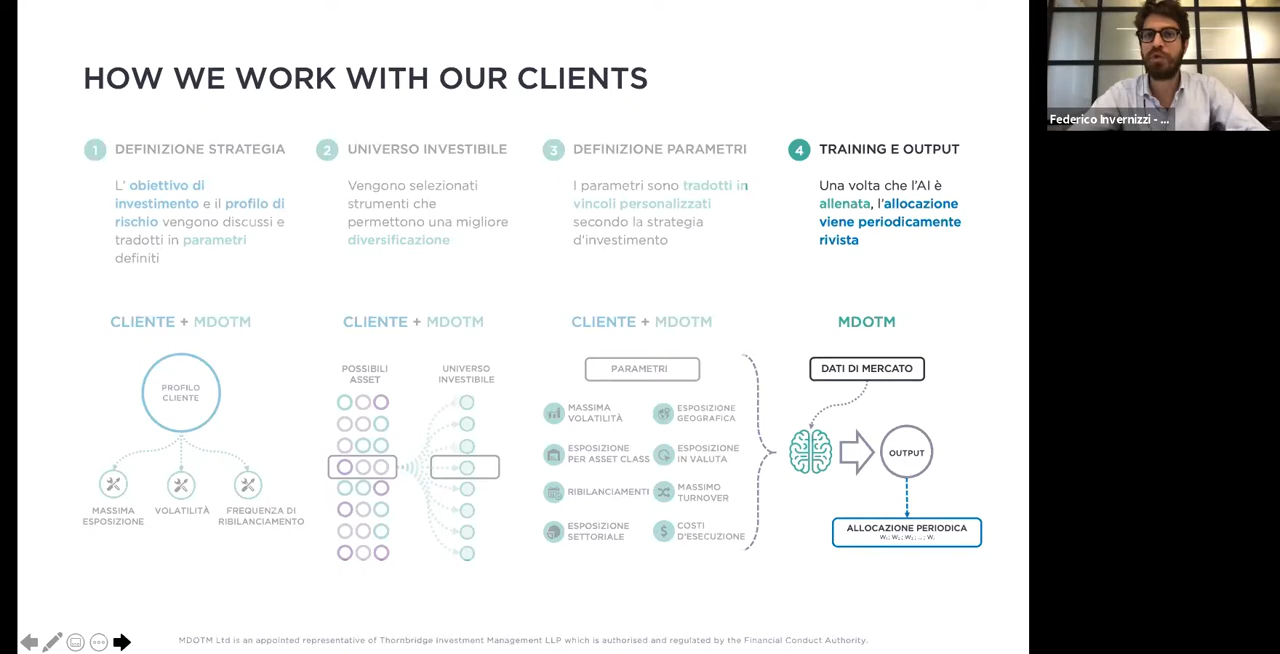 HOW WE WORK WITH OUR CLIENTS
1 DEFINIZIONE STRATEGIA
L' obiettivo di
investimento e il profilo di
rischio vengono discussi e
tradotti in parametri
definiti
2 UNIVERSO INVESTIBILE
Vengono selezionati
strumenti che
permettono una migliore
diversificazione
3 DEFINIZIONE PARAMETRI
I parametri sono tradotti in
vincoli personalizzati
secondo la strategia
d'investimento
4 TRAINING E OUTPUT
Una volta che l'AI è
allenata, l'allocazione
viene periodicamente
rivista
CLIENTE + MDOTM
PROFILO
CLIENTE
MASSIMA
ESPOSIZIONE
VOLATILITÀ
FREQUENZA DI
RIBILANCIAMENTO
CLIENTE + MDOTM
POSSIBILI
ASSET
UNIVERSO
INVESTIBILE
CLIENTE + MDOTM
PARAMETRI
MASSIMA
VOLATILITÀ
ESPOSIZIONE
GEOGRAFICA
ESPOSIZIONE
PER ASSET CLASS
ESPOSIZIONE
IN VALUTA
RIBILANCIAMENTI
MASSIMO
TURNOVER
ESPOSIZIONE
SETTORIALE
$
COSTI
D'ESECUZIONE
MDOTM
DATI DI MERCATO
OUTPUT
ALLOCAZIONE PERIODICA
MDOTM Ltd is an appointed representative of Thornbridge Investment Management LLP which is authorised and regulated by the Financial Conduct Authority.
Federico Invernizzi - ...